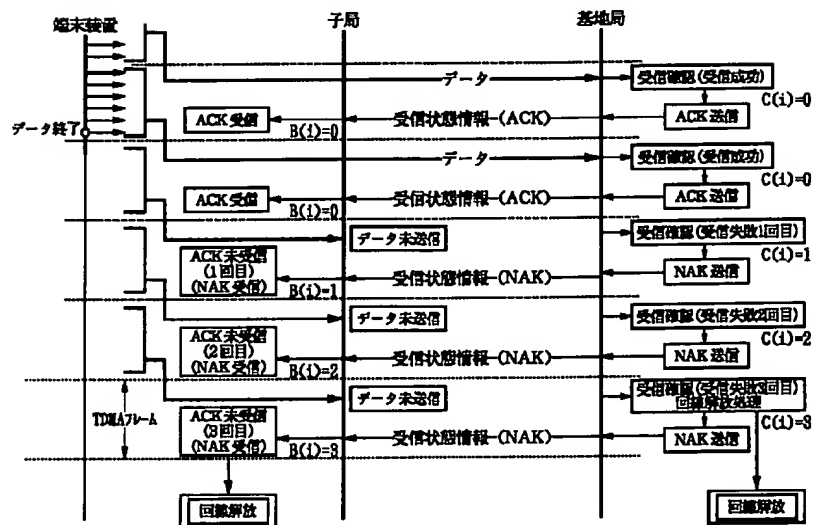 端末装置 子局 基地局
データ 受信確認(受信成功)
C(i)=0
ACK受信 B(i)=0 受信状態情報(ACK) ACK送信
データ終了
データ 受信確認(受信成功)
C(i)=0
ACK受信 B(i)=0 受信状態情報(ACK) ACK送信
データ未送信 受信確認(受信失敗1回目)
C(i)=1
ACK未受信
(1回目)
(NAK受信) B(i)=1 受信状態情報(NAK) NAK送信
データ未送信 受信確認(受信失敗2回目)
C(i)=2
ACK未受信
(2回目)
(NAK受信) B(i)=2 受信状態情報(NAK) NAK送信
データ未送信 受信確認(受信失敗3回目)
回線解放処理
C(i)=3
TDMAフレーム
ACK未受信
(3回目)
(NAK受信) B(i)=3 受信状態情報(NAK) NAK送信
回線解放 回線解放